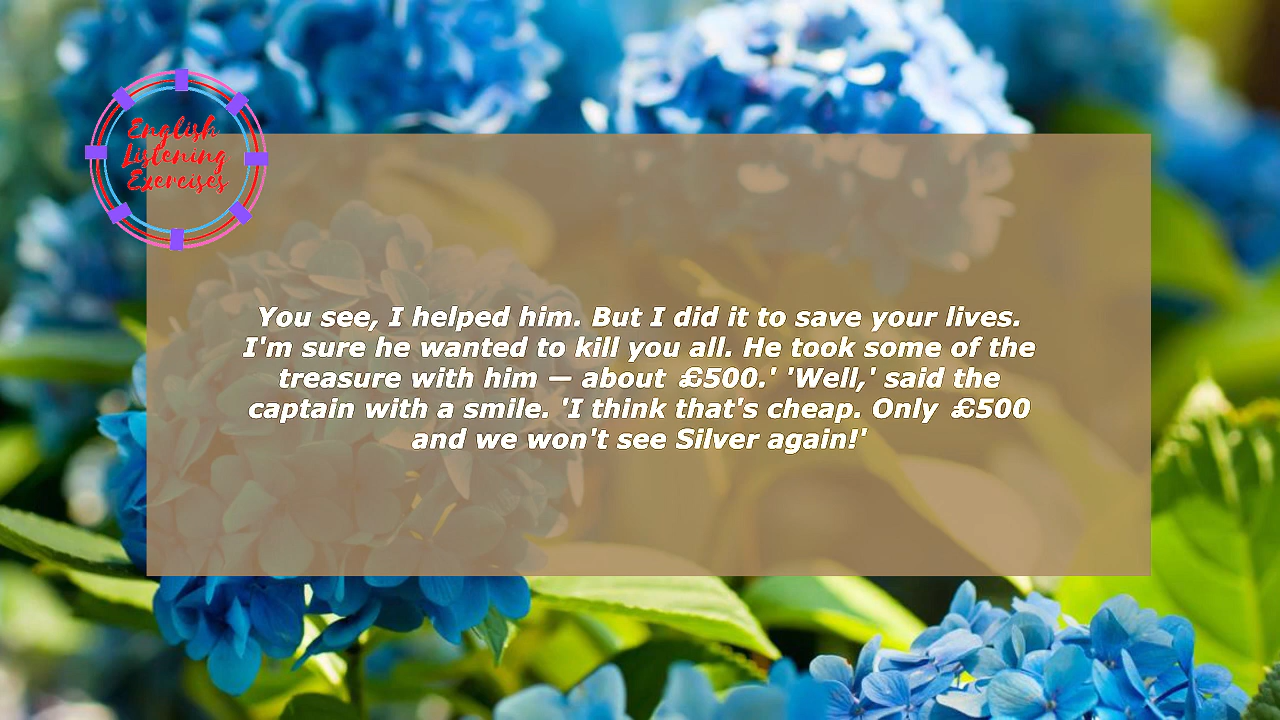 English
Listening
Exercises
You see, I helped him. But I did it to save your lives.
I'm sure he wanted to kill you all. He took some of the
treasure with him — about £500.' 'Well,' said the
captain with a smile. 'I think that's cheap. Only £500
and we won't see Silver again!'